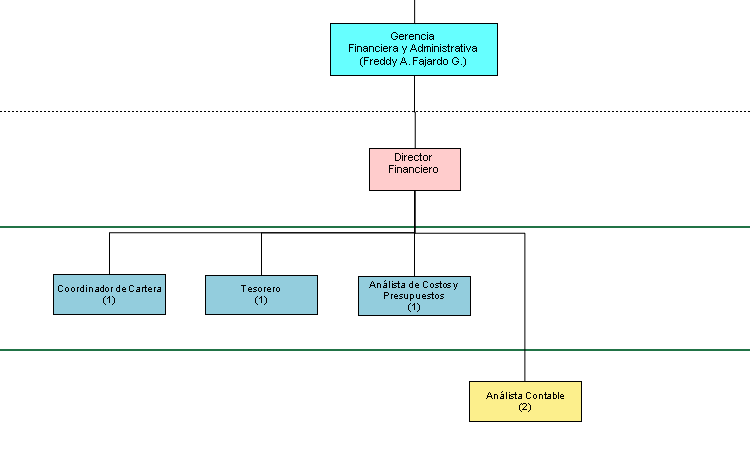 Gerencia
Financiera y Administrativa
(Freddy A. Fajardo G.)
Director
Financiero
Coordinador de Cartera
(1)
Tesorero
(1)
Análista de Costos y
Presupuestos
(1)
Análista Contable
(2)